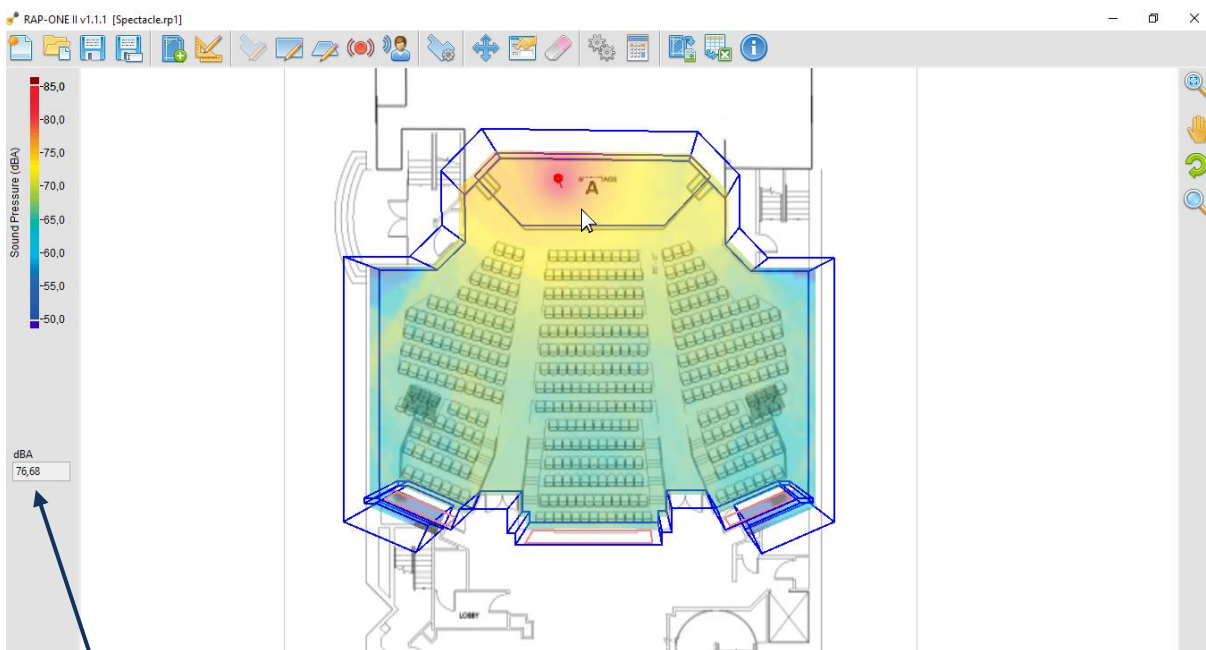 RAP-ONE II v1.1.1 [Spectacle.rp1]
Sound Pressure (dBA)
-85,0
-80,0
-75,0
-70,0
-65,0
-60,0
-55,0
-50,0
A
dBA
76,68
LOBBY